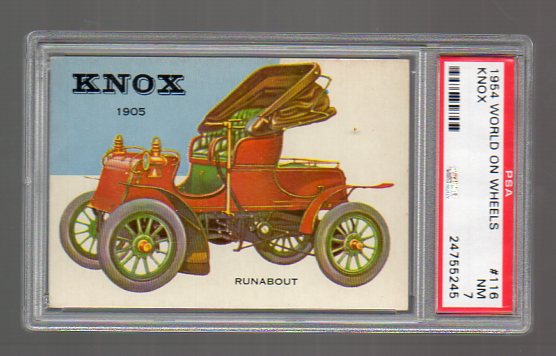 KNOX
1905
RUNABOUT
1954 WORLD ON WHEELS #116
KNOX NM
7
PSA
24755245